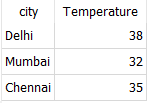 city Temperature
Delhi 38
Mumbai 32
Chennai 35